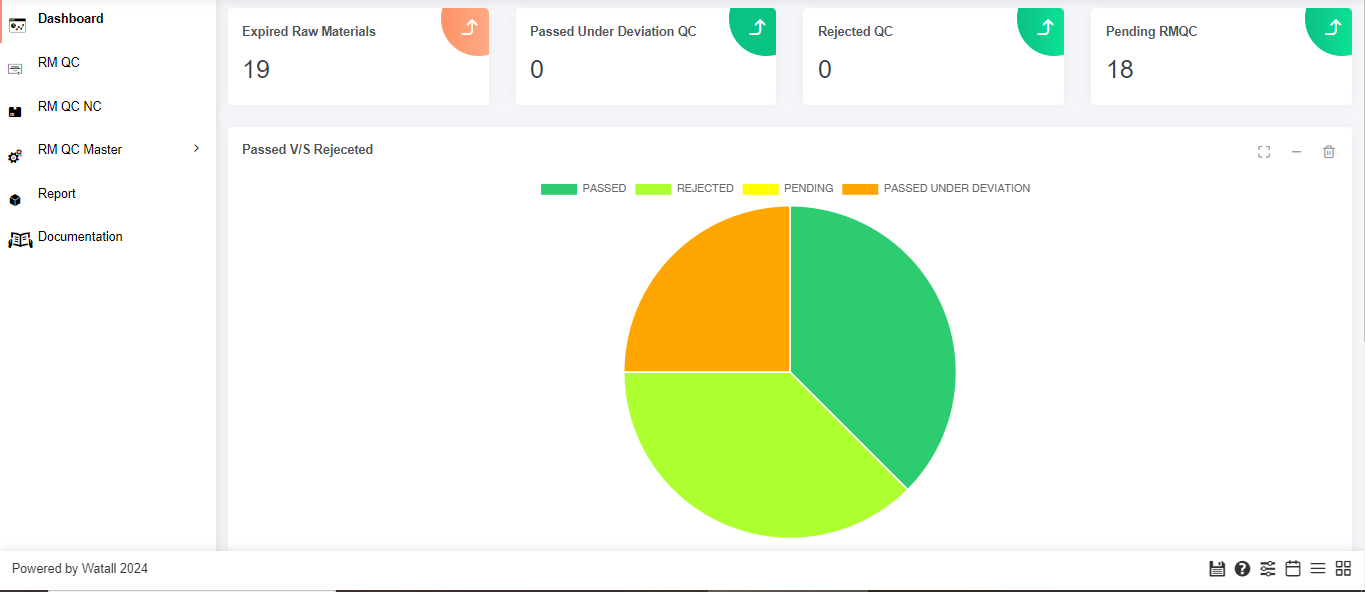 Dashboard
RM QC
RM QC NC
RM QC Master
Report
Documentation
Expired Raw Materials
19
Passed Under Deviation QC
0
Rejected QC
0
Pending RMQC
18
Passed V/S Rejeceted
PASSED REJECTED PENDING PASSED UNDER DEVIATION
Powered by Watall 2024